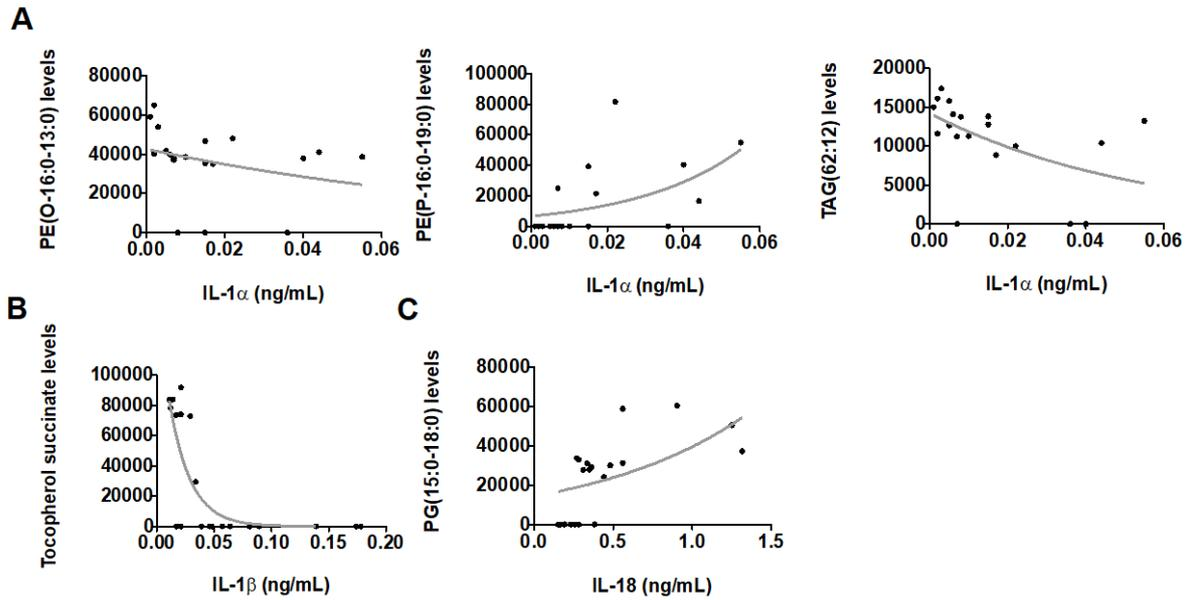 A
PE(O-16:0-13:0) levels
80000
60000
40000
20000
0
0.00 0.02 0.04 0.06
IL-1α (ng/mL)
PE(P-16:0-19:0) levels
100000
80000
60000
40000
20000
0
0.00 0.02 0.04 0.06
IL-1α (ng/mL)
TAG(62:12) levels
20000
15000
10000
5000
0
0.00 0.02 0.04 0.06
IL-1α (ng/mL)
B
Tocopherol succinate levels
100000
80000
60000
40000
20000
0
0.00 0.05 0.10 0.15 0.20
IL-1β (ng/mL)
C
PG(15:0-18:0) levels
80000
60000
40000
20000
0
0.0 0.5 1.0 1.5
IL-18 (ng/mL)